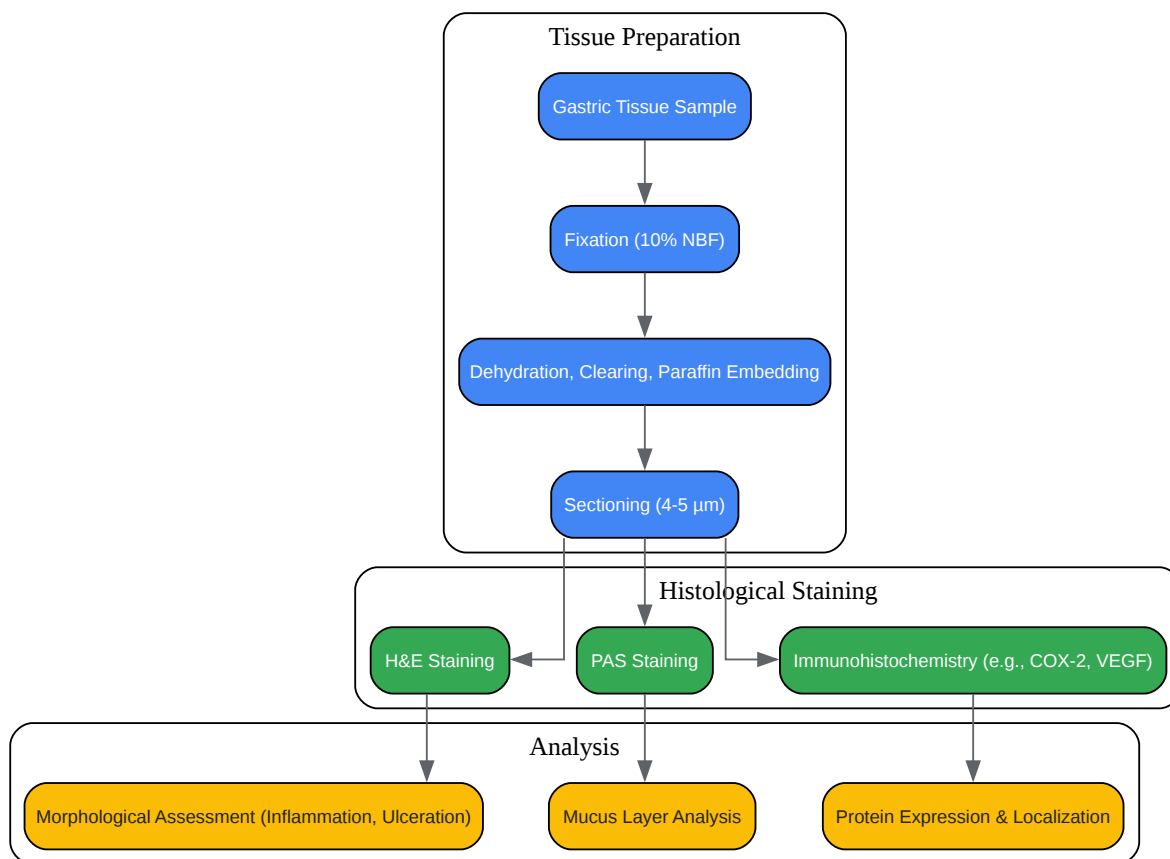 Tissue Preparation
Gastric Tissue Sample
Fixation (10% NBF)
Dehydration, Clearing, Paraffin Embedding
Sectioning (4-5 µm)
Histological Staining
H&E Staining
PAS Staining
Immunohistochemistry (e.g., COX-2, VEGF)
Analysis
Morphological Assessment (Inflammation, Ulceration)
Mucus Layer Analysis
Protein Expression & Localization